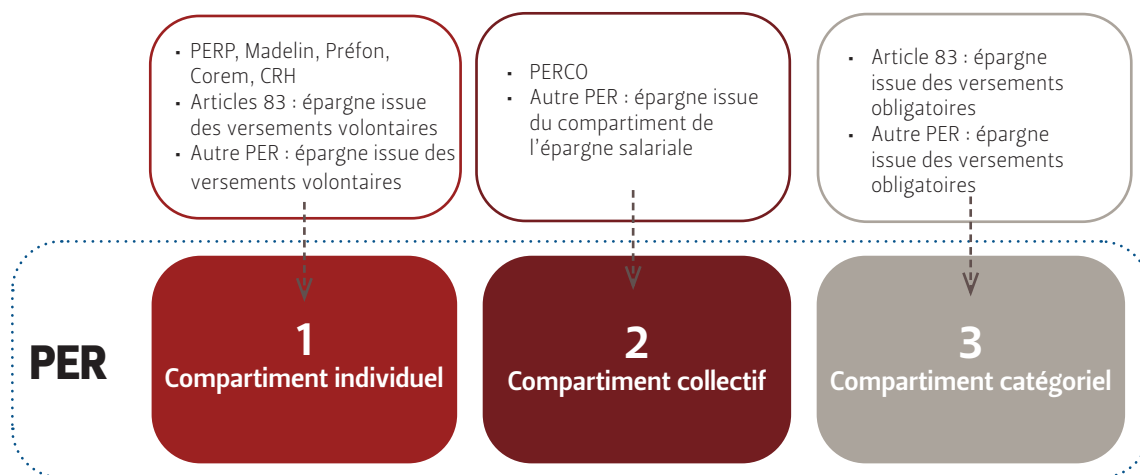 ▪ PERP, Madelin, Préfon,
Corem, CRH
▪ Articles 83 : épargne issue
des versements volontaires
▪ Autre PER : épargne issue des
versements volontaires
▪ PERCO
▪ Autre PER : épargne issue
du compartiment de
l’épargne salariale
▪ Article 83 : épargne
issue des versements
obligatoires
▪ Autre PER : épargne
issue des versements
obligatoires
PER
1
Compartiment individuel
2
Compartiment collectif
3
Compartiment catégoriel